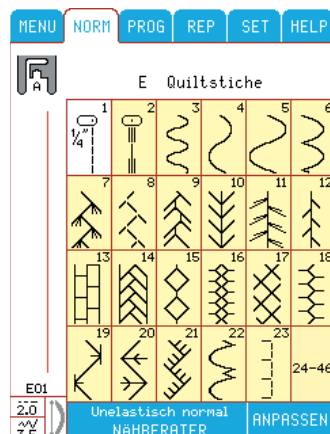 MENU NORM PROG REP SET HELP
A
E Quiltstiche
1 2 3 4 5 6
1/4"
7 8 9 10 11 12
13 14 15 16 17 18
19 20 21 22 23 24-46
E01
2.0
Unelastisch normal
NÄHBERATER
ANPASSEN